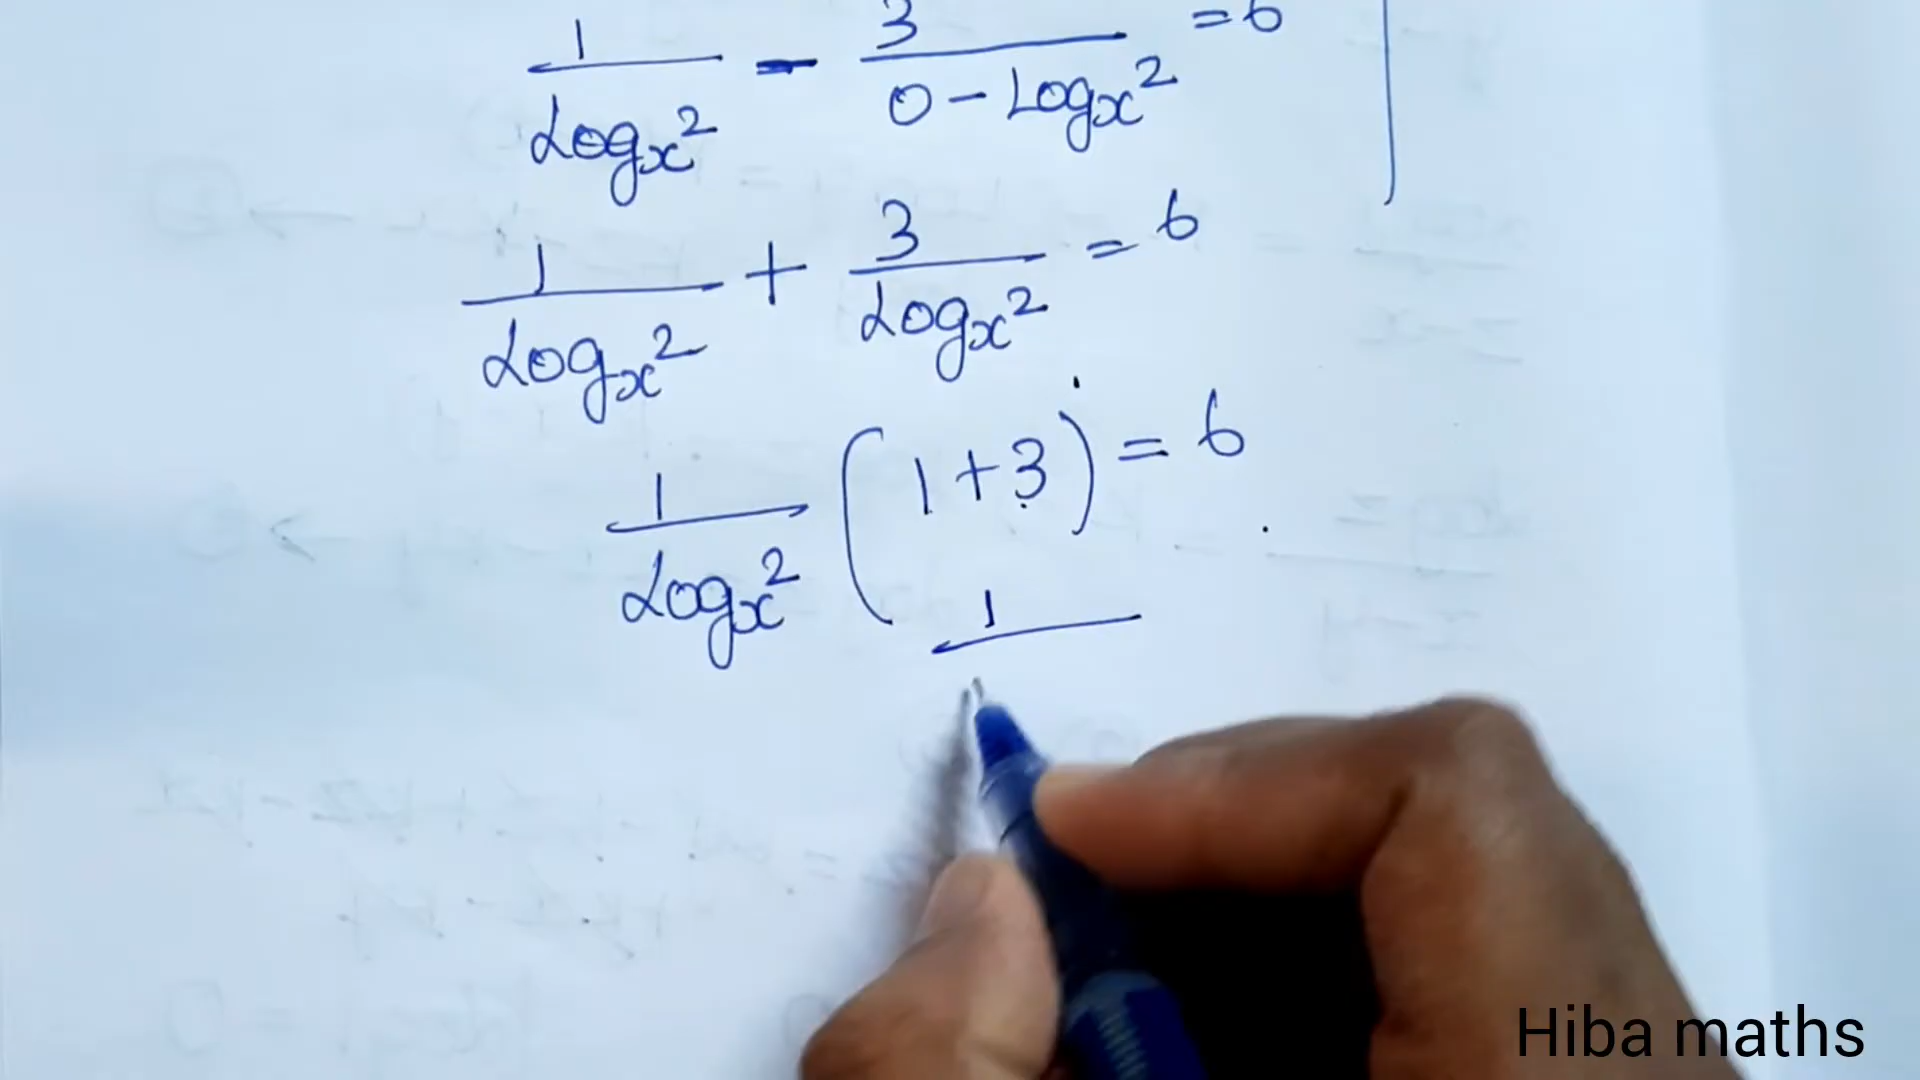 1/Logx2 - 3/0-Logx2 = 6
1/Logx2 + 3/Logx2 = 6
1/Logx2 (1+3) = 6
1
Hiba maths